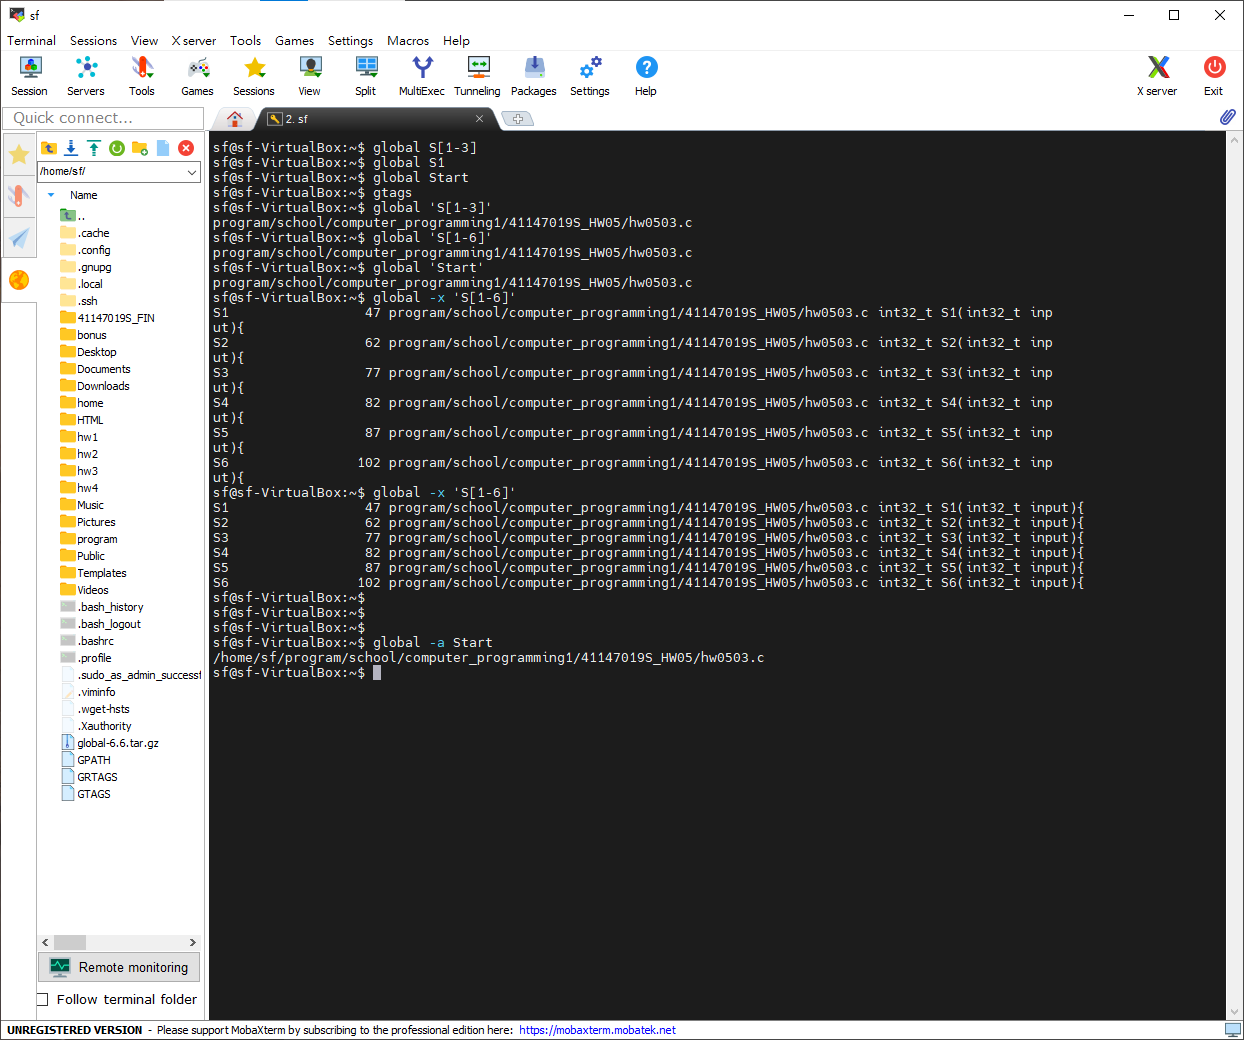 sf
Terminal Sessions View X server Tools Games Settings Macros Help
Session Servers Tools Games Sessions View Split MultiExec Tunneling Packages Settings Help X server Exit
Quick connect...
2. sf
/home/sf/
Name
..
.cache
.config
.gnupg
.local
.ssh
41147019S_FIN
bonus
Desktop
Documents
Downloads
home
HTML
hw1
hw2
hw3
hw4
Music
Pictures
program
Public
Templates
Videos
.bash_history
.bash_logout
.bashrc
.profile
.sudo_as_admin_successf
.viminfo
.wget-hsts
.Xauthority
global-6.6.tar.gz
GPATH
GRTAGS
GTAGS
Remote monitoring
Follow terminal folder
sf@sf-VirtualBox:~$ global S[1-3]
sf@sf-VirtualBox:~$ global S1
sf@sf-VirtualBox:~$ global Start
sf@sf-VirtualBox:~$ gtags
sf@sf-VirtualBox:~$ global 'S[1-3]'
program/school/computer_programming1/41147019S_HW05/hw0503.c
sf@sf-VirtualBox:~$ global 'S[1-6]'
program/school/computer_programming1/41147019S_HW05/hw0503.c
sf@sf-VirtualBox:~$ global 'Start'
program/school/computer_programming1/41147019S_HW05/hw0503.c
sf@sf-VirtualBox:~$ global -x 'S[1-6]'
S1 47 program/school/computer_programming1/41147019S_HW05/hw0503.c int32_t S1(int32_t inp
ut){
S2 62 program/school/computer_programming1/41147019S_HW05/hw0503.c int32_t S2(int32_t inp
ut){
S3 77 program/school/computer_programming1/41147019S_HW05/hw0503.c int32_t S3(int32_t inp
ut){
S4 82 program/school/computer_programming1/41147019S_HW05/hw0503.c int32_t S4(int32_t inp
ut){
S5 87 program/school/computer_programming1/41147019S_HW05/hw0503.c int32_t S5(int32_t inp
ut){
S6 102 program/school/computer_programming1/41147019S_HW05/hw0503.c int32_t S6(int32_t inp
ut){
sf@sf-VirtualBox:~$ global -x 'S[1-6]'
S1 47 program/school/computer_programming1/41147019S_HW05/hw0503.c int32_t S1(int32_t input){
S2 62 program/school/computer_programming1/41147019S_HW05/hw0503.c int32_t S2(int32_t input){
S3 77 program/school/computer_programming1/41147019S_HW05/hw0503.c int32_t S3(int32_t input){
S4 82 program/school/computer_programming1/41147019S_HW05/hw0503.c int32_t S4(int32_t input){
S5 87 program/school/computer_programming1/41147019S_HW05/hw0503.c int32_t S5(int32_t input){
S6 102 program/school/computer_programming1/41147019S_HW05/hw0503.c int32_t S6(int32_t input){
sf@sf-VirtualBox:~$
sf@sf-VirtualBox:~$
sf@sf-VirtualBox:~$
sf@sf-VirtualBox:~$ global -a Start
/home/sf/program/school/computer_programming1/41147019S_HW05/hw0503.c
sf@sf-VirtualBox:~$
UNREGISTERED VERSION - Please support MobaXterm by subscribing to the professional edition here: https://mobaxterm.mobatek.net